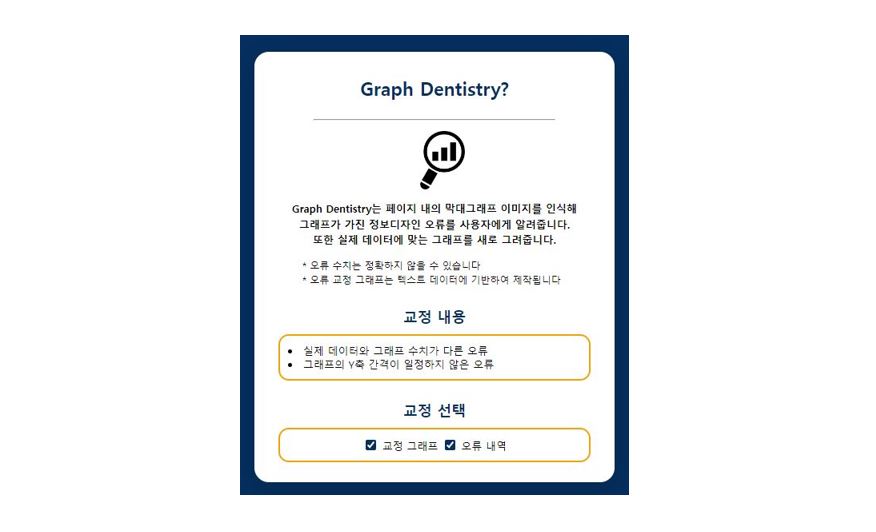 Graph Dentistry?
Graph Dentistry는 페이지 내의 막대그래프 이미지를 인식해
그래프가 가진 정보디자인 오류를 사용자에게 알려줍니다.
또한 실제 데이터에 맞는 그래프를 새로 그려줍니다.
* 오류 수치는 정확하지 않을 수 있습니다
* 오류 교정 그래프는 텍스트 데이터에 기반하여 제작됩니다
교정 내용
• 실제 데이터와 그래프 수치가 다른 오류
• 그래프의 Y축 간격이 일정하지 않은 오류
교정 선택
교정 그래프 오류 내역